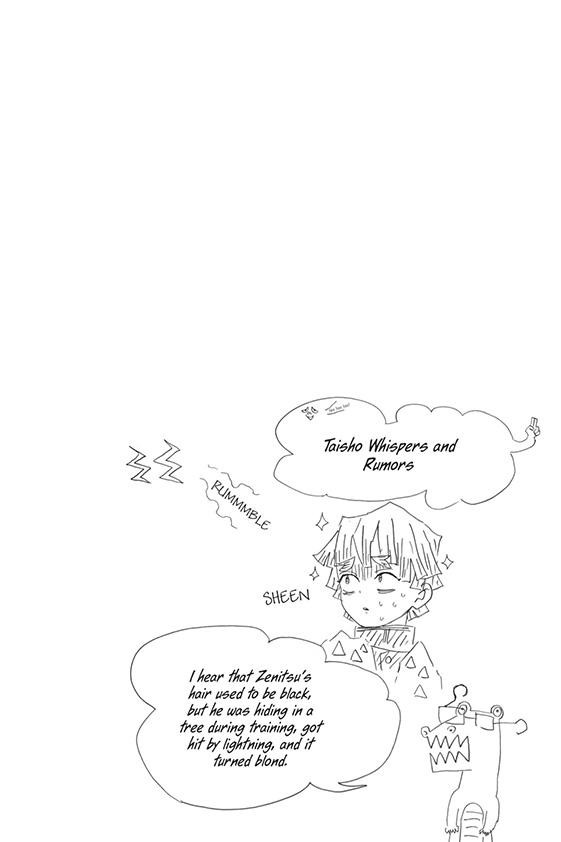 Taisho Whispers and
Rumors
RUMMMBLE
SHEEN
I hear that Zenitsu's
hair used to be black,
but he was hiding in a
tree during training, got
hit by lightning, and it
turned blond.